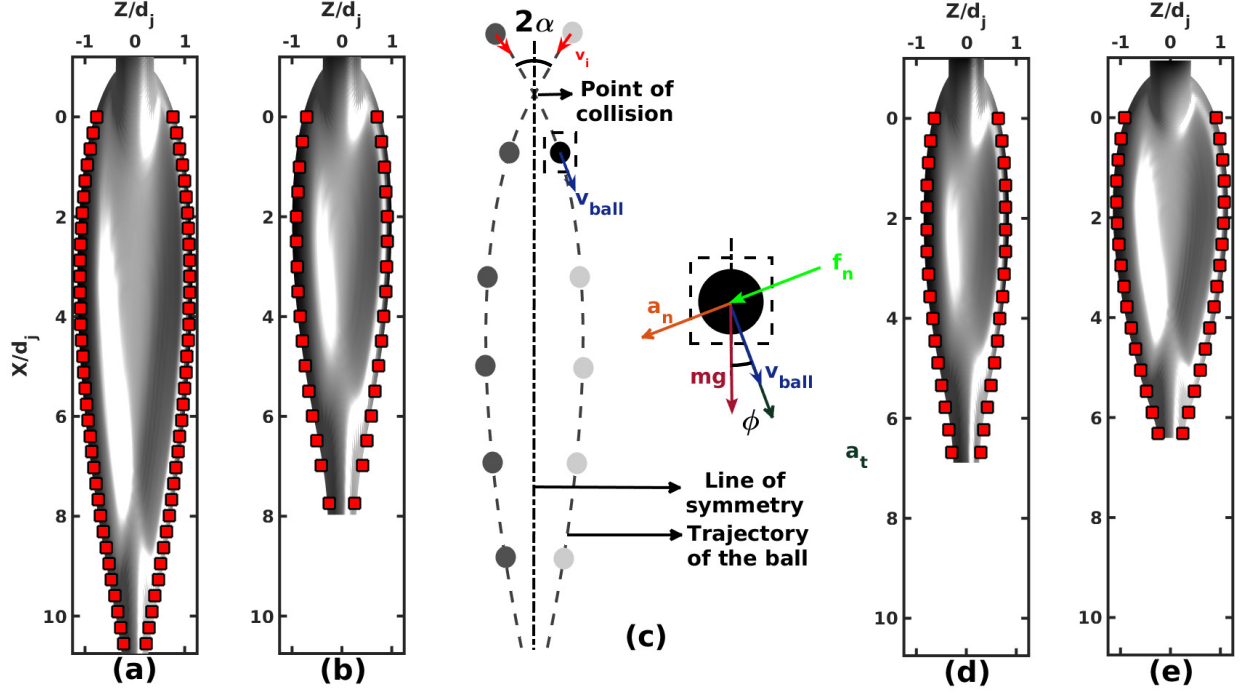 Z/d_j
-1 0 1
0
2
4
6
8
10
X/d_j
(a)
Z/d_j
-1 0 1
0
2
4
6
8
10
(b)
2α
v_i
Point of
collision
v_ball
f_n
a_n
mg
v_ball
ϕ
a_t
Line of
symmetry
Trajectory
of the ball
(c)
Z/d_j
-1 0 1
0
2
4
6
8
10
(d)
Z/d_j
-1 0 1
0
2
4
6
8
10
(e)